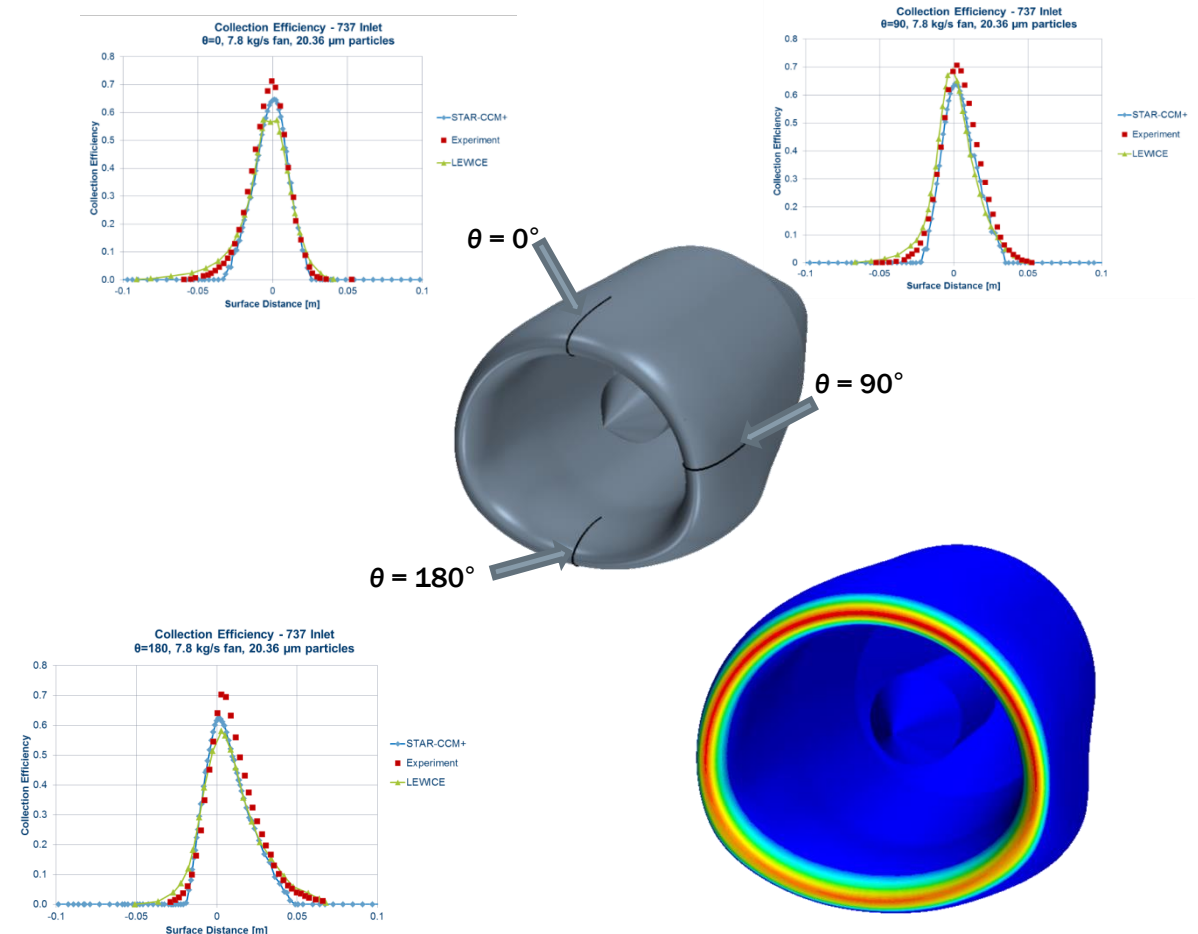 Collection Efficiency - 737 Inlet
θ=0, 7.8 kg/s fan, 20.36 µm particles
0.8
0.7
0.6
0.5
0.4
0.3
0.2
0.1
0.0
Collection Efficiency
-0.1 -0.05 0 0.05 0.1
Surface Distance [m]
STAR-CCM+
Experiment
LEWICE
Collection Efficiency - 737 Inlet
θ=90, 7.8 kg/s fan, 20.36 µm particles
0.8
0.7
0.6
0.5
0.4
0.3
0.2
0.1
0
Collection Efficiency
-0.1 -0.05 0 0.05 0.1
Surface Distance [m]
STAR-CCM+
Experiment
LEWICE
θ = 0°
θ = 90°
θ = 180°
Collection Efficiency - 737 Inlet
θ=180, 7.8 kg/s fan, 20.36 µm particles
0.8
0.7
0.6
0.5
0.4
0.3
0.2
0.1
0.0
Collection Efficiency
-0.1 -0.05 0 0.05 0.1
Surface Distance [m]
STAR-CCM+
Experiment
LEWICE